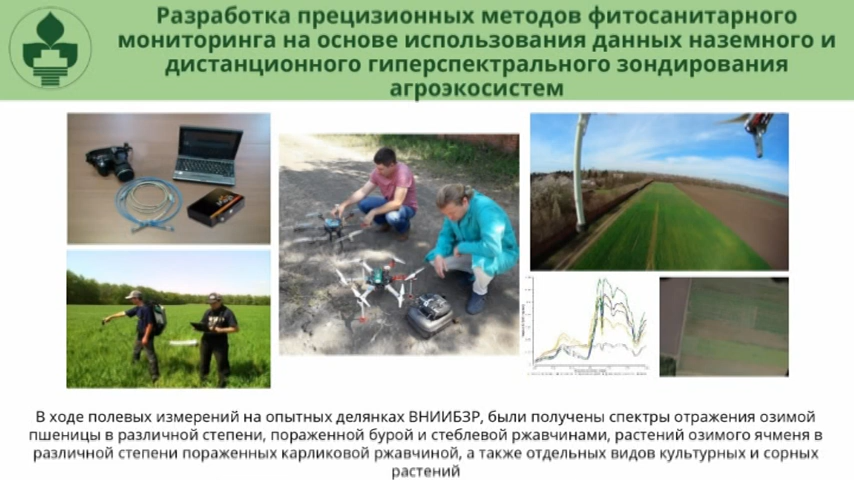 Разработка прецизионных методов фитосанитарного
мониторинга на основе использования данных наземного и
дистанционного гиперспектрального зондирования
агроэкосистем
В ходе полевых измерений на опытных делянках ВНИИБЗР, были получены спектры отражения озимой
пшеницы в различной степени, пораженной бурой и стеблевой ржавчинами, растений озимого ячменя в
различной степени пораженных карликовой ржавчиной, а также отдельных видов культурных и сорных
растений